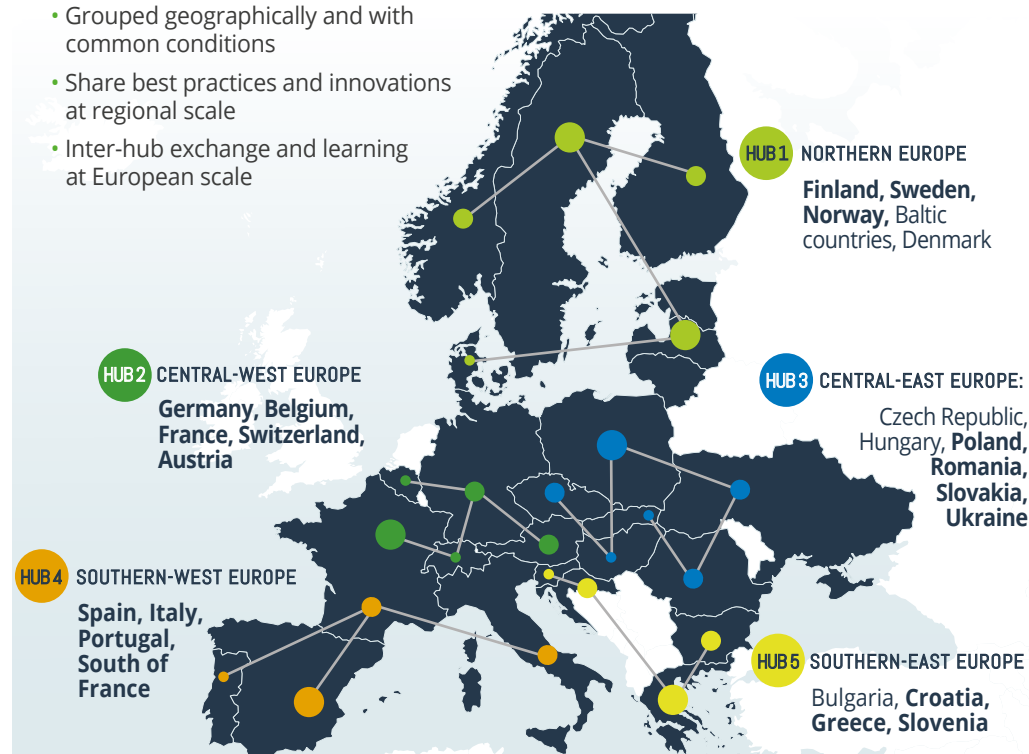 • Grouped geographically and with
common conditions
• Share best practices and innovations
at regional scale
• Inter-hub exchange and learning
at European scale
HUB 1 NORTHERN EUROPE
Finland, Sweden,
Norway, Baltic
countries, Denmark
HUB 2 CENTRAL-WEST EUROPE
Germany, Belgium,
France, Switzerland,
Austria
HUB 3 CENTRAL-EAST EUROPE:
Czech Republic,
Hungary, Poland,
Romania,
Slovakia,
Ukraine
HUB 4 SOUTHERN-WEST EUROPE
Spain, Italy,
Portugal,
South of
France
HUB 5 SOUTHERN-EAST EUROPE
Bulgaria, Croatia,
Greece, Slovenia